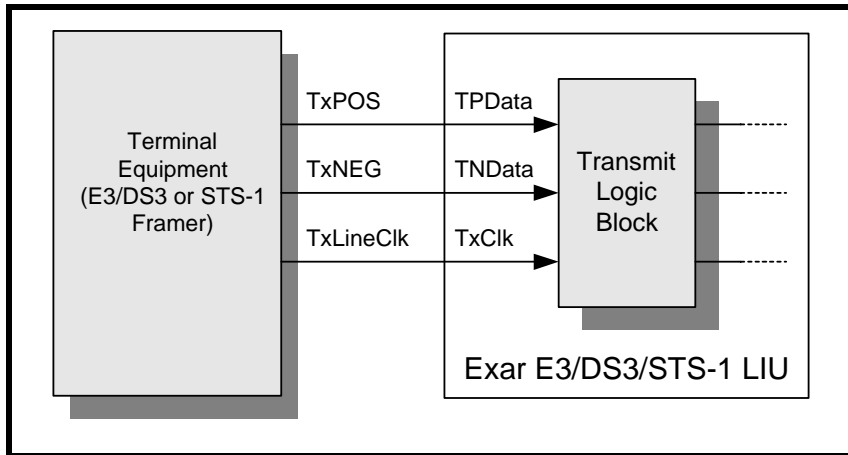 Terminal
Equipment
(E3/DS3 or STS-1
Framer)
TxPOS
TxNEG
TxLineClk
TPData
TNData
TxClk
Transmit
Logic
Block
Exar E3/DS3/STS-1 LIU